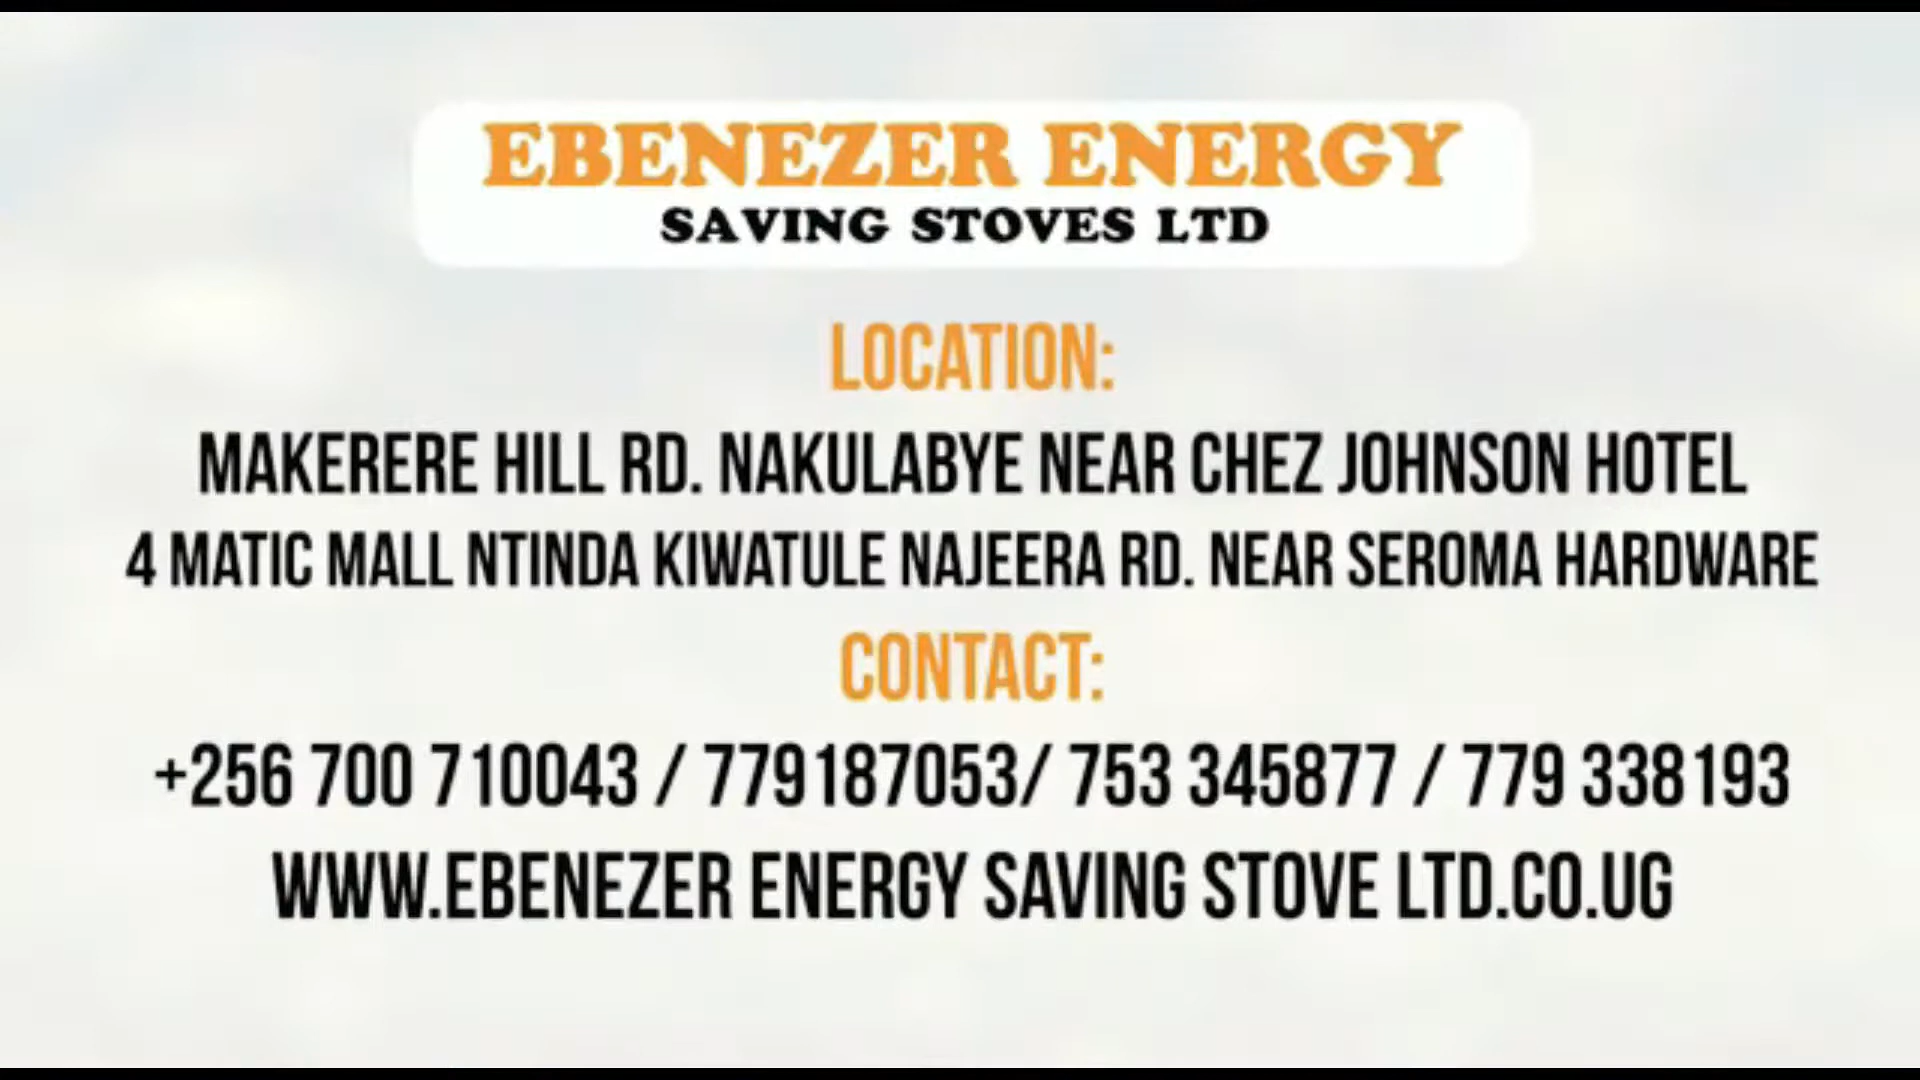 EBENEZER ENERGY
SAVING STOVES LTD
LOCATION:
MAKERERE HILL RD. NAKULABYE NEAR CHEZ JOHNSON HOTEL
4 MATIC MALL NTINDA KIWATULE NAJEERA RD. NEAR SEROMA HARDWARE
CONTACT:
+256 700 710043 / 779187053/ 753 345877 / 779 338193
WWW.EBENEZER ENERGY SAVING STOVE LTD.CO.UG